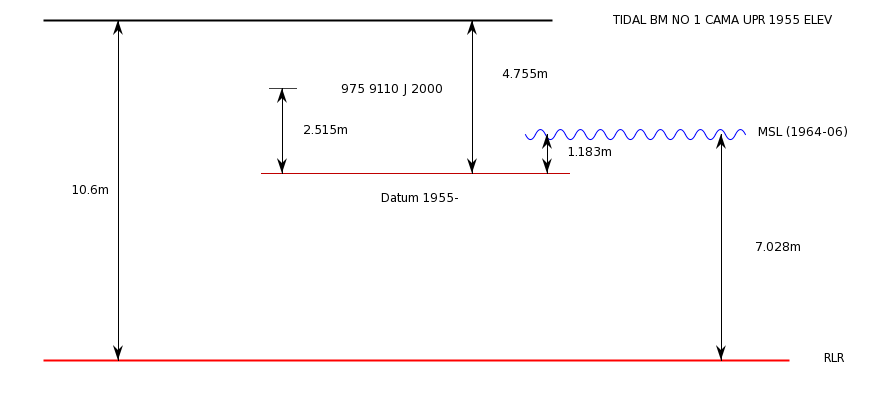 TIDAL BM NO 1 CAMA UPR 1955 ELEV
4.755m
975 9110 J 2000
2.515m
MSL (1964-06)
1.183m
10.6m
Datum 1955-
7.028m
RLR